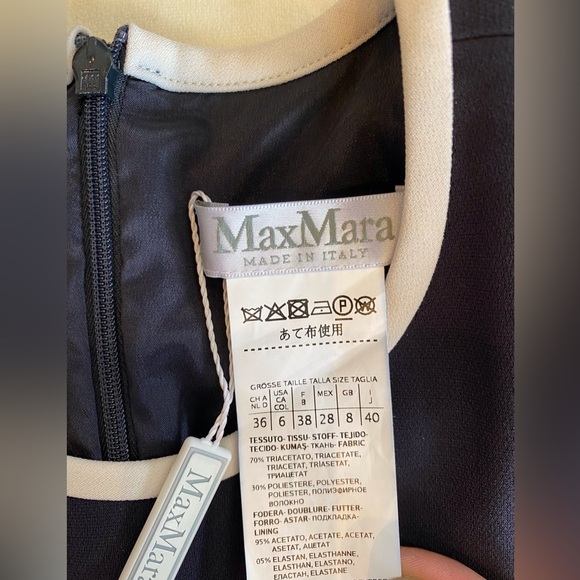 MaxMara
MADE IN ITALY
あて布使用
GRÖSSE TAILLE TALLA SIZE TAGLIA
CH A NL D USA CA COL F B MEX GB I J
36 6 38 28 8 40
TESSUTO- TISSU- STOFF- TEJIDO-
TECIDO- KUMAŞ- ТКАНЬ- FABRIC
70% TRIACETATO, TRIACETATE,
TRIACETAT, TRIASETAT,
ТРИАЦЕТАТ
30% POLIESTERE, POLYESTER,
POLYESTER, ПОЛИЭФИРНОЕ
ВОЛОКНО
FODERA- DOUBLURE- FUTTER-
FORRO- ASTAR- ПОДКЛАДКА-
LINING
95% ACETATO, ACETATE, ACETAT,
ASETAT, АЦЕТАТ
05% ELASTAN, ELASTHANNE,
ELASTHAN, ELASTANO,
MaxMara